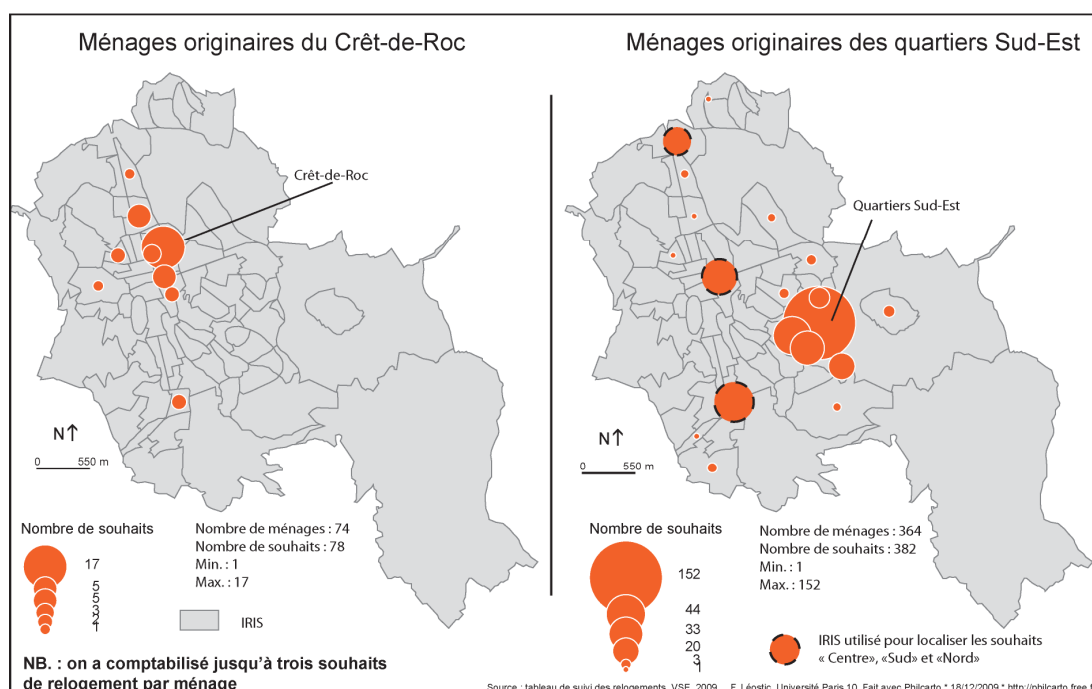 Ménages originaires du Crêt-de-Roc
Crêt-de-Roc
N↑
0 550 m
Nombre de souhaits
17
5
5
3
2
1
Nombre de ménages : 74
Nombre de souhaits : 78
Min. : 1
Max. : 17
IRIS
NB. : on a comptabilisé jusqu'à trois souhaits
de relogement par ménage
Ménages originaires des quartiers Sud-Est
Quartiers Sud-Est
N↑
0 550 m
Nombre de souhaits
152
44
33
20
3
1
Nombre de ménages : 364
Nombre de souhaits : 382
Min. : 1
Max. : 152
IRIS utilisé pour localiser les souhaits
« Centre», «Sud» et «Nord»
Source : tableau de suivi des relogements, VSE, 2009. F. Léostic, Université Paris 10. Fait avec Philcarto * 18/12/2009 * http://philcarto.free.